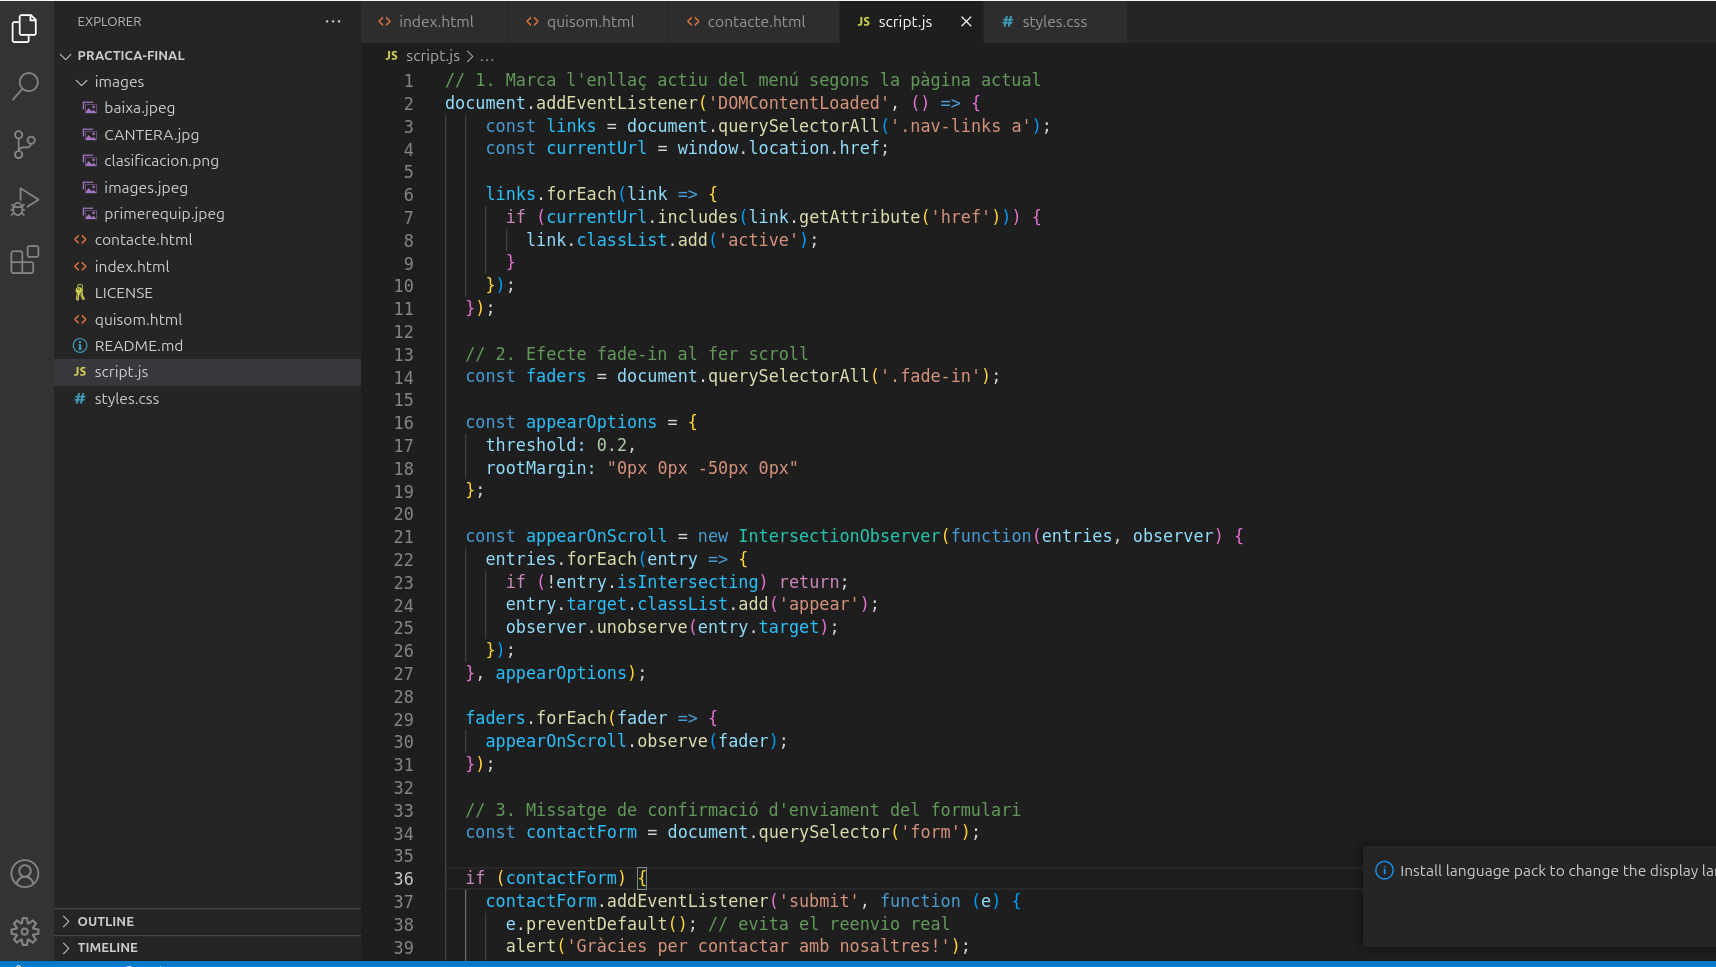 EXPLORER
PRACTICA-FINAL
images
baixa.jpeg
CANTERA.jpg
clasificacion.png
images.jpeg
primerequip.jpeg
contacte.html
index.html
LICENSE
quisom.html
README.md
JS script.js
# styles.css
OUTLINE
TIMELINE
index.html
quisom.html
contacte.html
JS script.js
# styles.css
JS script.js > ...
1 // 1. Marca l'enllaç actiu del menú segons la pàgina actual
2 document.addEventListener('DOMContentLoaded', () => {
3 const links = document.querySelectorAll('.nav-links a');
4 const currentUrl = window.location.href;
5
6 links.forEach(link => {
7 if (currentUrl.includes(link.getAttribute('href'))) {
8 link.classList.add('active');
9 }
10 });
11 });
12
13 // 2. Efecte fade-in al fer scroll
14 const faders = document.querySelectorAll('.fade-in');
15
16 const appearOptions = {
17 threshold: 0.2,
18 rootMargin: "0px 0px -50px 0px"
19 };
20
21 const appearOnScroll = new IntersectionObserver(function(entries, observer) {
22 entries.forEach(entry => {
23 if (!entry.isIntersecting) return;
24 entry.target.classList.add('appear');
25 observer.unobserve(entry.target);
26 });
27 }, appearOptions);
28
29 faders.forEach(fader => {
30 appearOnScroll.observe(fader);
31 });
32
33 // 3. Missatge de confirmació d'enviament del formulari
34 const contactForm = document.querySelector('form');
35
36 if (contactForm) {
37 contactForm.addEventListener('submit', function (e) {
38 e.preventDefault(); // evita el reenvio real
39 alert('Gràcies per contactar amb nosaltres!');
Install language pack to change the display la